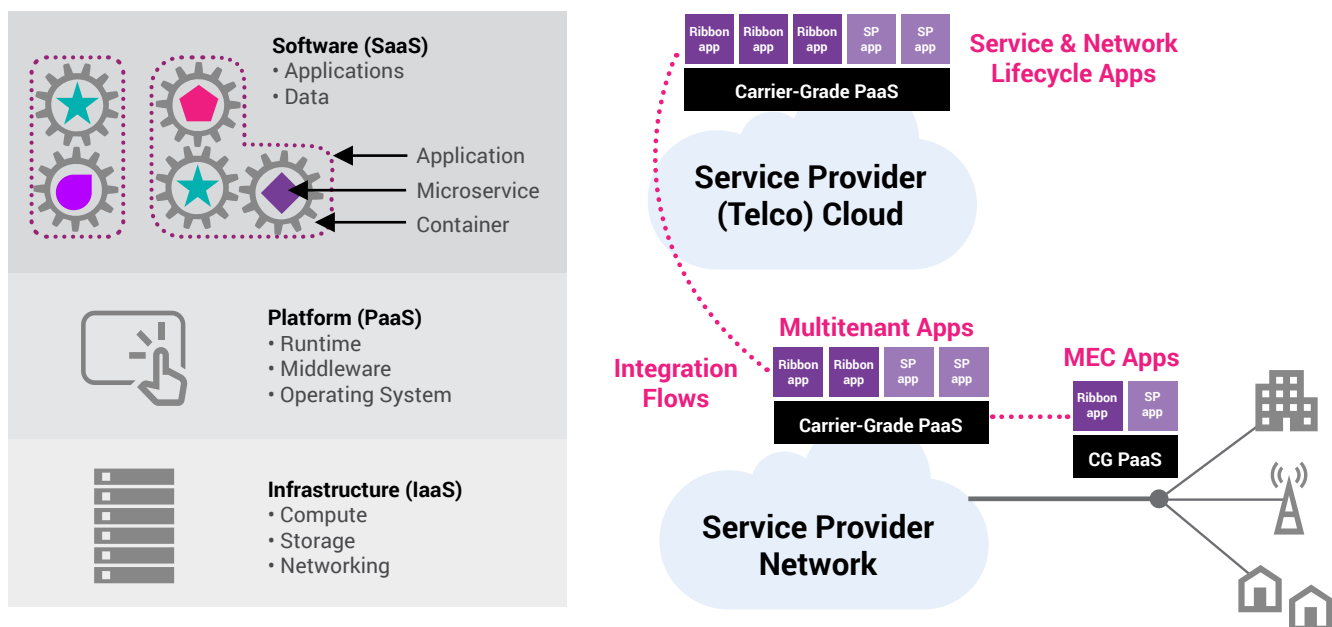 Software (SaaS)
• Applications
• Data
Application
Microservice
Container
Platform (PaaS)
• Runtime
• Middleware
• Operating System
Infrastructure (IaaS)
• Compute
• Storage
• Networking
Ribbon app
Ribbon app
Ribbon app
SP app
SP app
Carrier-Grade PaaS
Service & Network
Lifecycle Apps
Service Provider
(Telco) Cloud
Integration
Flows
Multitenant Apps
Ribbon app
Ribbon app
SP app
SP app
Carrier-Grade PaaS
MEC Apps
Ribbon app
SP app
CG PaaS
Service Provider
Network